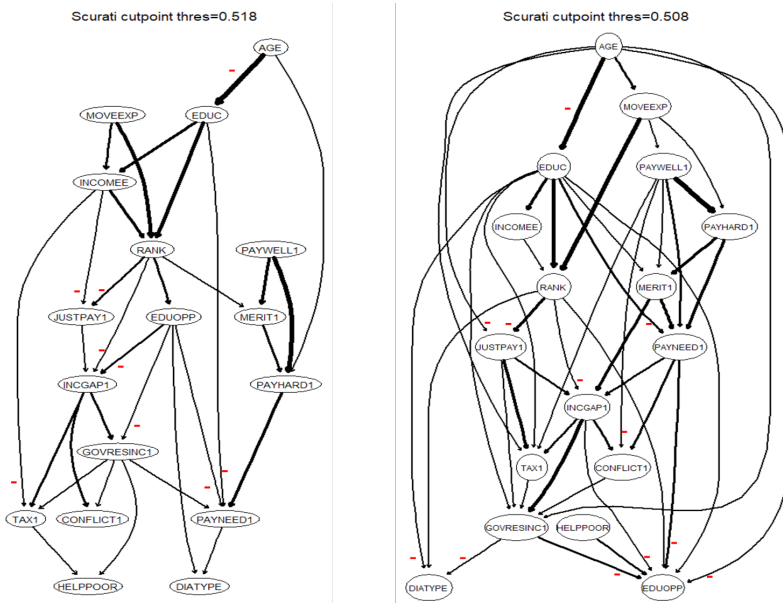 Scurati cutpoint thres=0.518
AGE
MOVEEXP EDUC
INCOMEE
RANK PAYWELL1
JUSTPAY1 EDUOPP MERIT1
INCGAP1 PAYHARD1
GOVRESINC1
TAX1 CONFLICT1 PAYNEED1
HELPPOOR DIATYPE
Scurati cutpoint thres=0.508
AGE
MOVEEXP
EDUC PAYWELL1
INCOMEE PAYHARD1
RANK MERIT1
JUSTPAY1 PAYNEED1
INCGAP1
TAX1 CONFLICT1
GOVRESINC1 HELPPOOR
DIATYPE EDUOPP